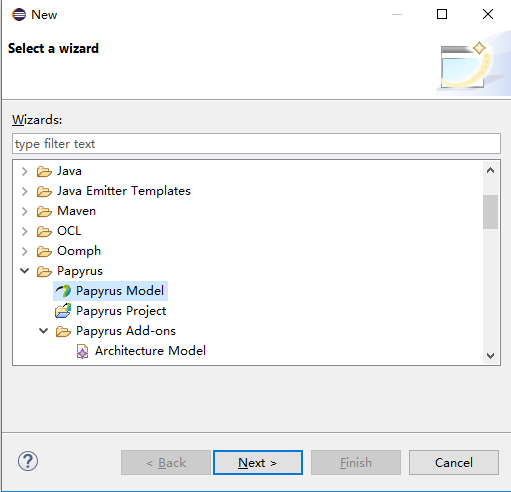 New
Select a wizard
Wizards:
type filter text
Java
Java Emitter Templates
Maven
OCL
Oomph
Papyrus
Papyrus Model
Papyrus Project
Papyrus Add-ons
Architecture Model
? < Back Next > Finish Cancel